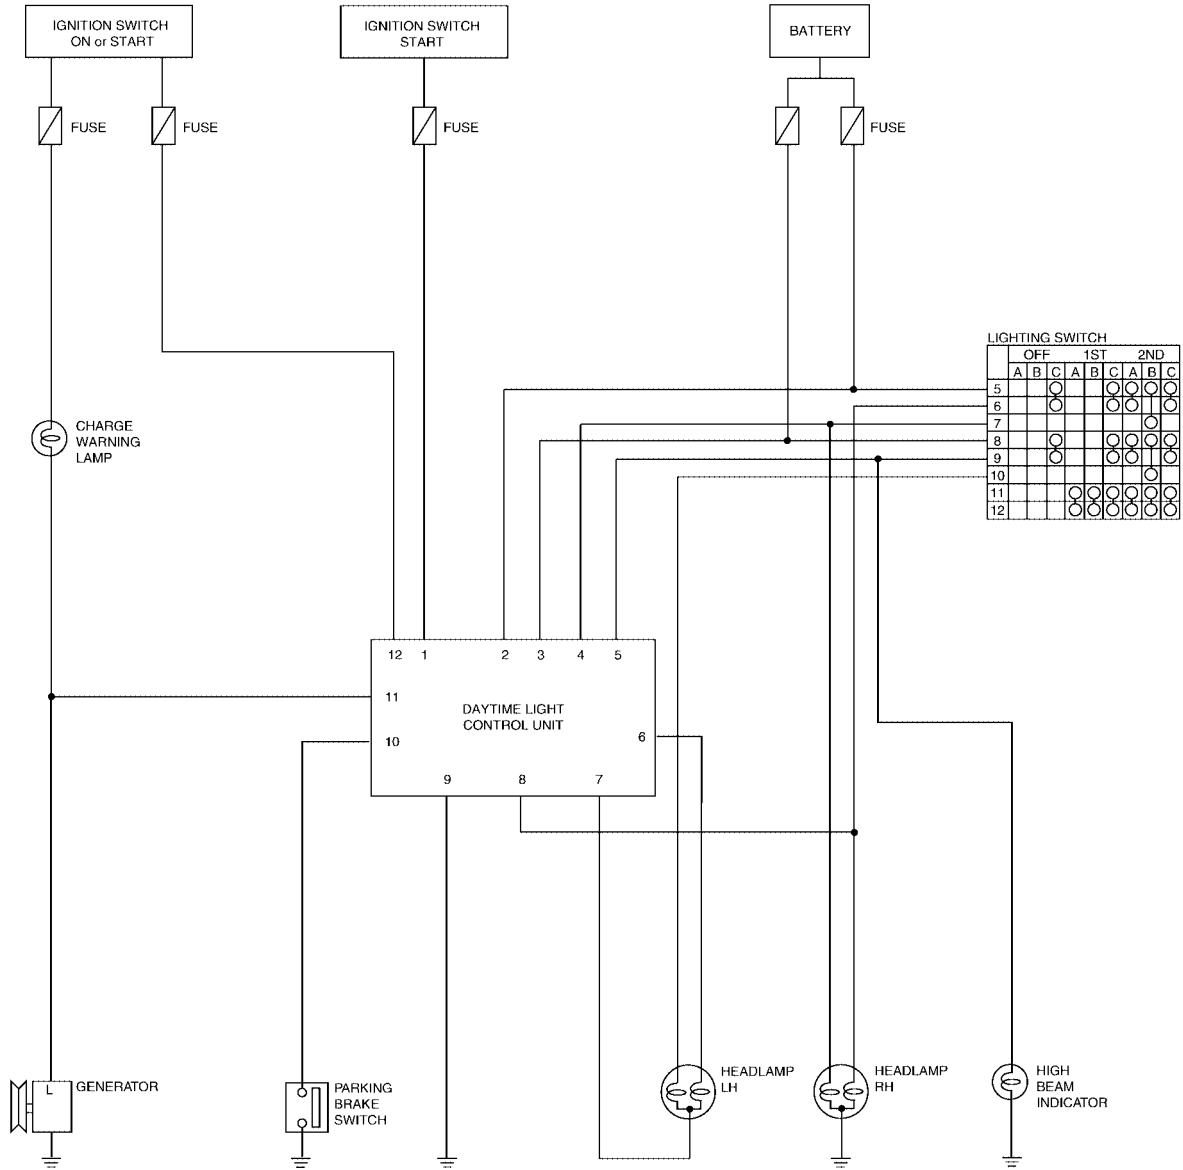 IGNITION SWITCH
ON or START
IGNITION SWITCH
START
BATTERY
FUSE
FUSE
FUSE
FUSE
LIGHTING SWITCH
OFF 1ST 2ND
A B C A B C A B C
5
6
7
8
9
10
11
12
CHARGE
WARNING
LAMP
12 1 2 3 4 5
11
DAYTIME LIGHT
CONTROL UNIT
10
6
9 8 7
L
GENERATOR
PARKING
BRAKE
SWITCH
HEADLAMP
LH
HEADLAMP
RH
HIGH
BEAM
INDICATOR